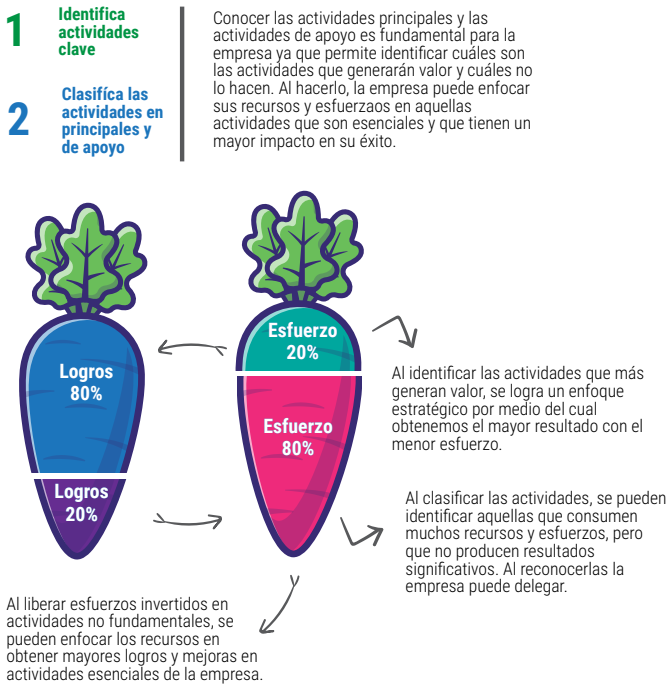 1
Identifica
actividades
clave
2
Clasifíca las
actividades en
principales y
de apoyo
Conocer las actividades principales y las
actividades de apoyo es fundamental para la
empresa ya que permite identificar cuáles son
las actividades que generarán valor y cuáles no
lo hacen. Al hacerlo, la empresa puede enfocar
sus recursos y esfuerzaos en aquellas
actividades que son esenciales y que tienen un
mayor impacto en su éxito.
Logros
80%
Logros
20%
Esfuerzo
20%
Esfuerzo
80%
Al identificar las actividades que más
generan valor, se logra un enfoque
estratégico por medio del cual
obtenemos el mayor resultado con el
menor esfuerzo.
Al clasificar las actividades, se pueden
identificar aquellas que consumen
muchos recursos y esfuerzos, pero
que no producen resultados
significativos. Al reconocerlas la
empresa puede delegar.
Al liberar esfuerzos invertidos en
actividades no fundamentales, se
pueden enfocar los recursos en
obtener mayores logros y mejoras en
actividades esenciales de la empresa.